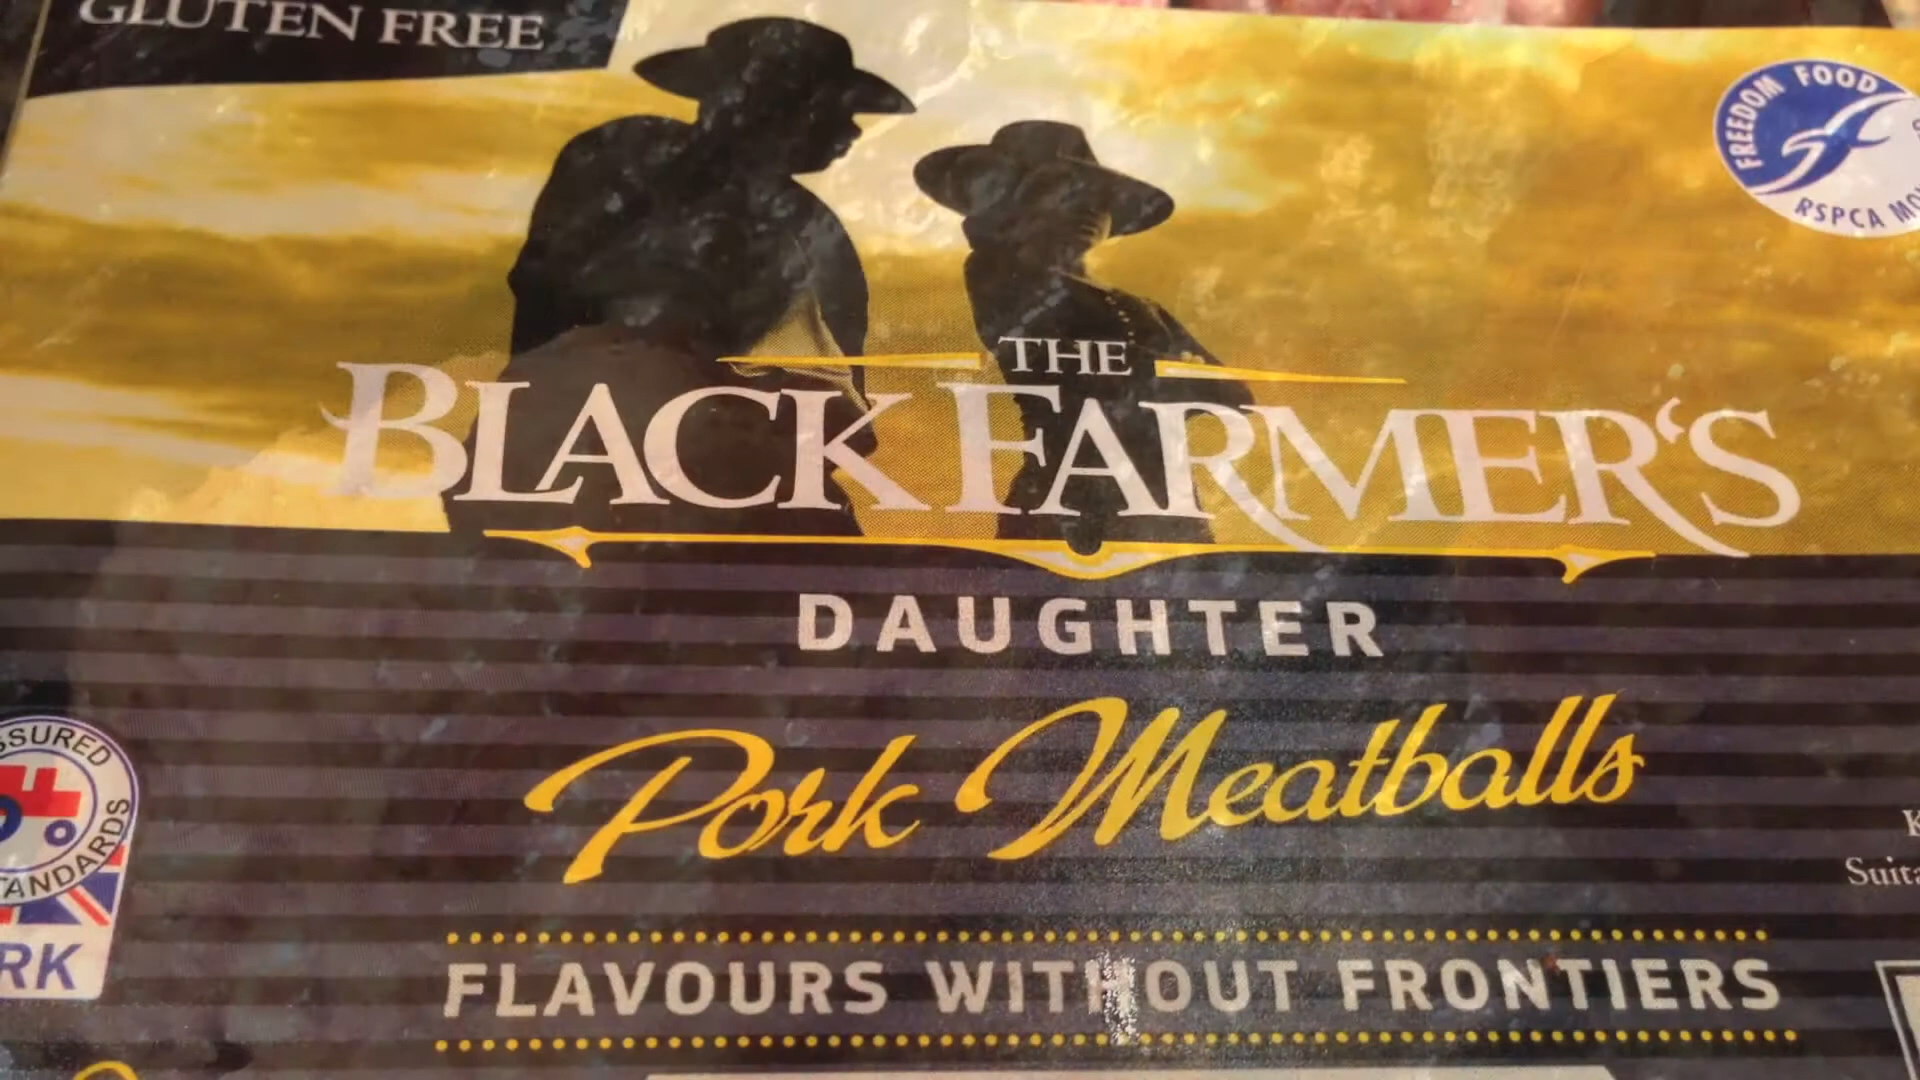 GLUTEN FREE
FREEDOM FOOD
RSPCA
THE
BLACK FARMER‘S
DAUGHTER
Pork Meatballs
FLAVOURS WITHOUT FRONTIERS